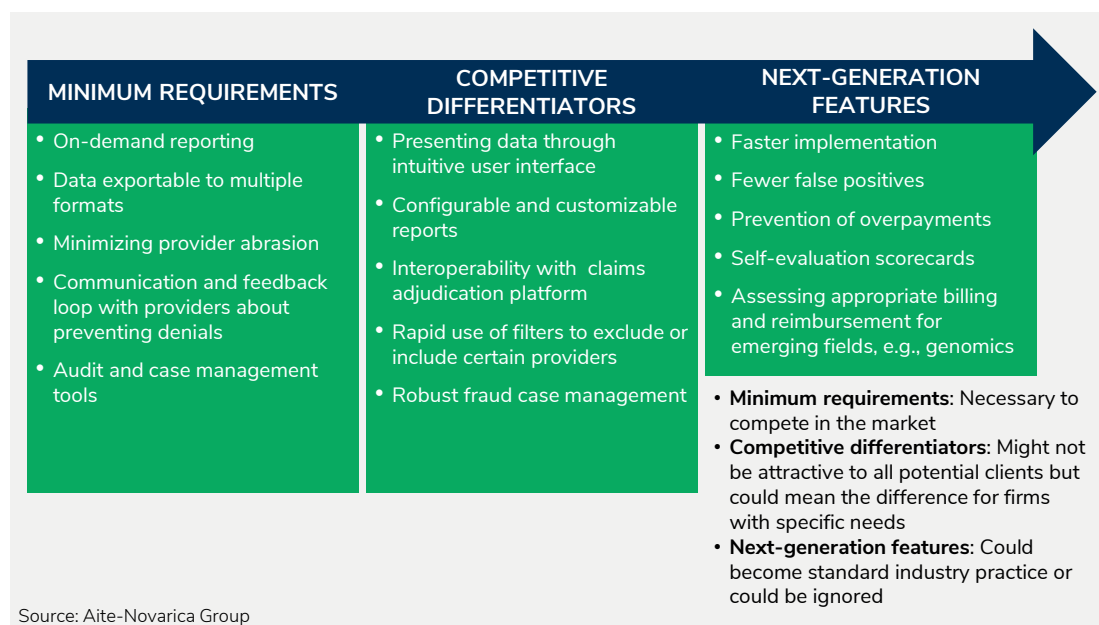 MINIMUM REQUIREMENTS
• On-demand reporting
• Data exportable to multiple
formats
• Minimizing provider abrasion
• Communication and feedback
loop with providers about
preventing denials
• Audit and case management
tools
COMPETITIVE
DIFFERENTIATORS
• Presenting data through
intuitive user interface
• Configurable and customizable
reports
• Interoperability with  claims
adjudication platform
• Rapid use of filters to exclude or
include certain providers
• Robust fraud case management
NEXT-GENERATION
FEATURES
• Faster implementation
• Fewer false positives
• Prevention of overpayments
• Self-evaluation scorecards
• Assessing appropriate billing
and reimbursement for
emerging fields, e.g., genomics
• Minimum requirements: Necessary to
compete in the market
• Competitive differentiators: Might not
be attractive to all potential clients but
could mean the difference for firms
with specific needs
• Next-generation features: Could
become standard industry practice or
could be ignored
Source: Aite-Novarica Group